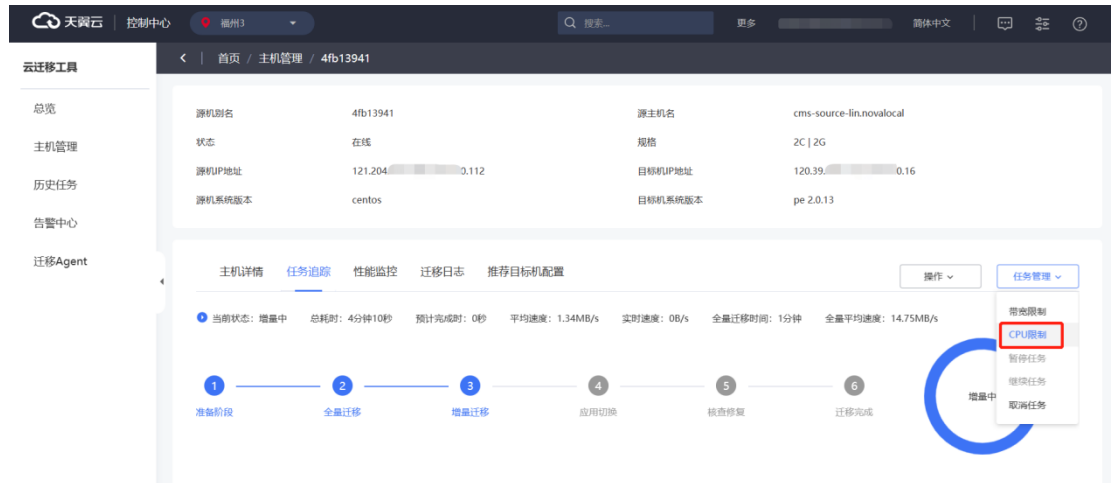 天翼云 控制中心 福州3 搜索... 更多 简体中文
云迁移工具
首页 / 主机管理 / 4fb13941
总览
主机管理
历史任务
告警中心
迁移Agent
源机别名 4fb13941 源主机名 cms-source-lin.novalocal
状态 在线 规格 2C | 2G
源机IP地址 121.204. 0.112 目标机IP地址 120.39. 0.16
源机系统版本 centos 目标机系统版本 pe 2.0.13
主机详情 任务追踪 性能监控 迁移日志 推荐目标机配置 操作 任务管理
当前状态：增量中 总耗时：4分钟10秒 预计完成时：0秒 平均速度：1.34MB/s 实时速度：0B/s 全量迁移时间：1分钟 全量平均速度：14.75MB/s
带宽限制
CPU限制
暂停任务
继续任务
取消任务
1 2 3 4 5 6
准备阶段 全量迁移 增量迁移 应用切换 核查修复 迁移完成
增量中